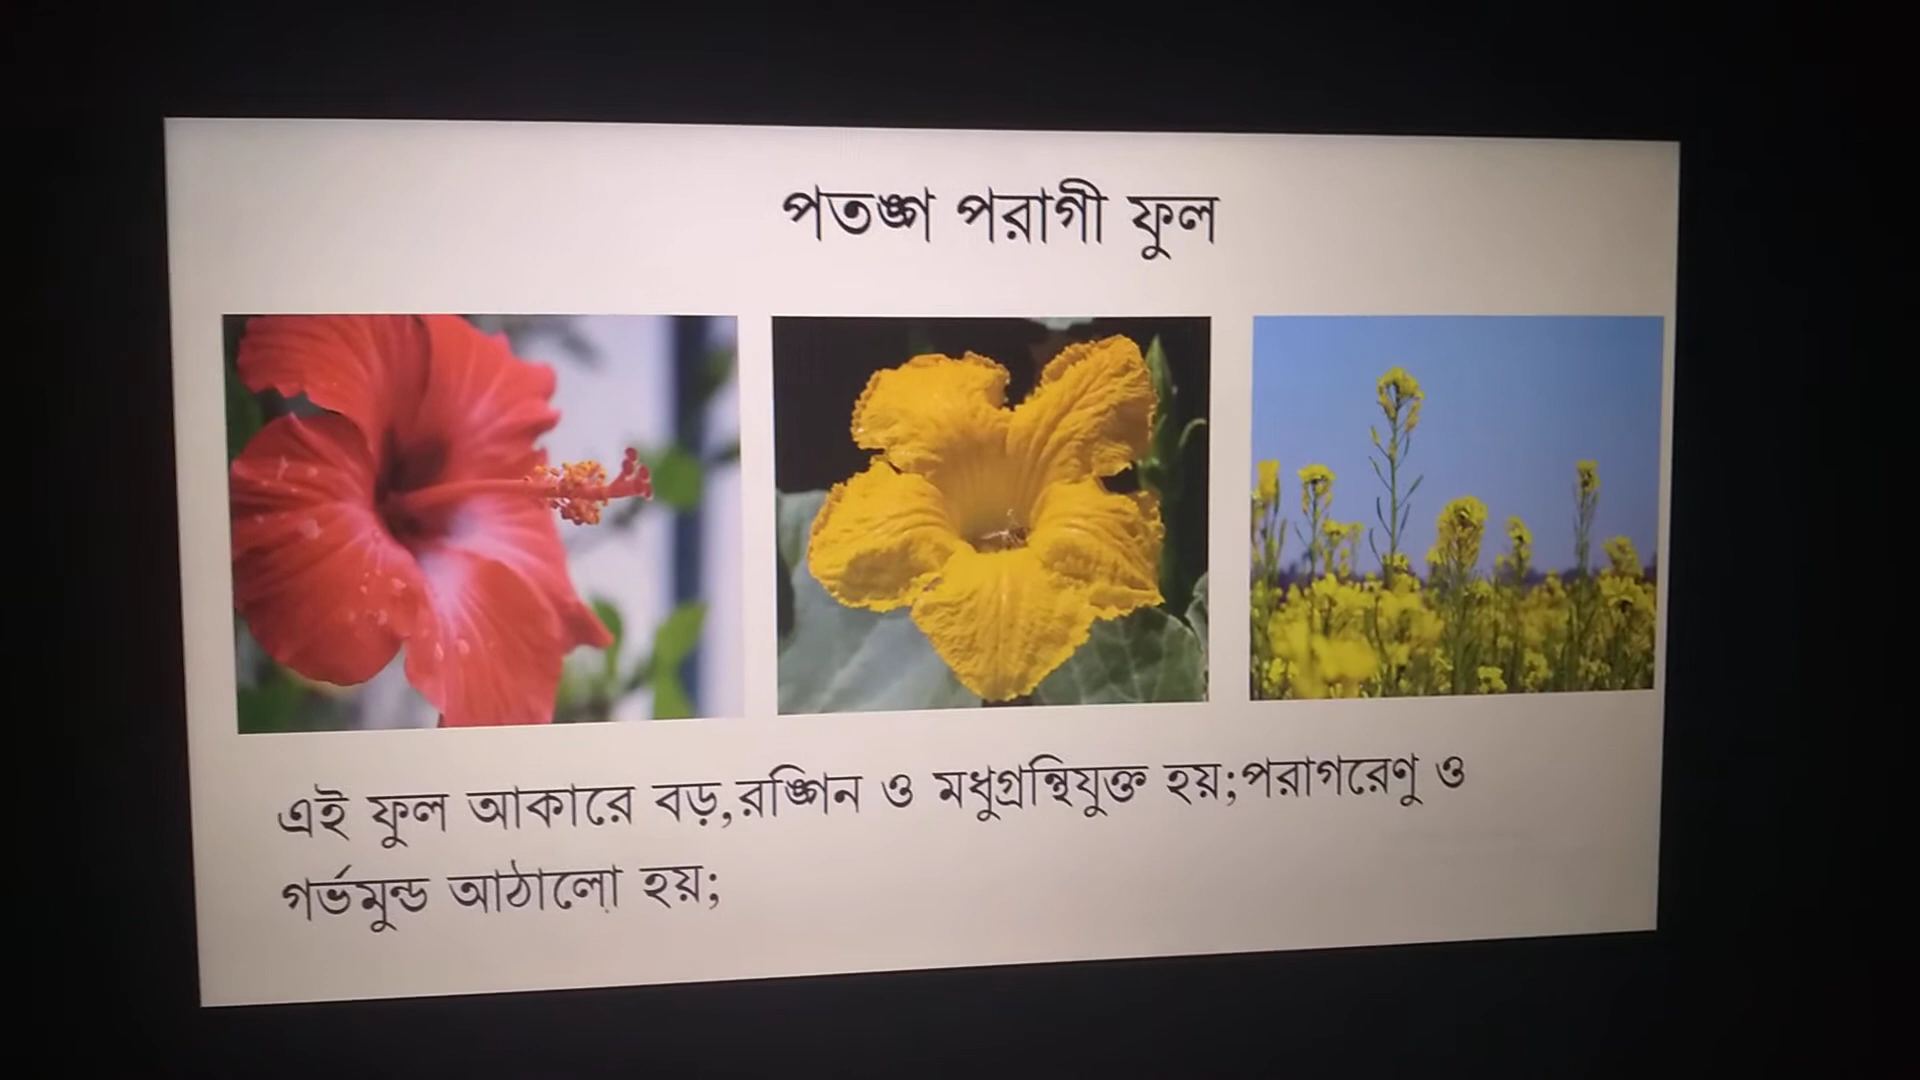 পতঙ্গ পরাগী ফুল
এই ফুল আকারে বড়,রঙ্গিন ও মধুগ্রন্থিযুক্ত হয়;পরাগরেণু ও
গর্ভমুন্ড আঠালো হয়;